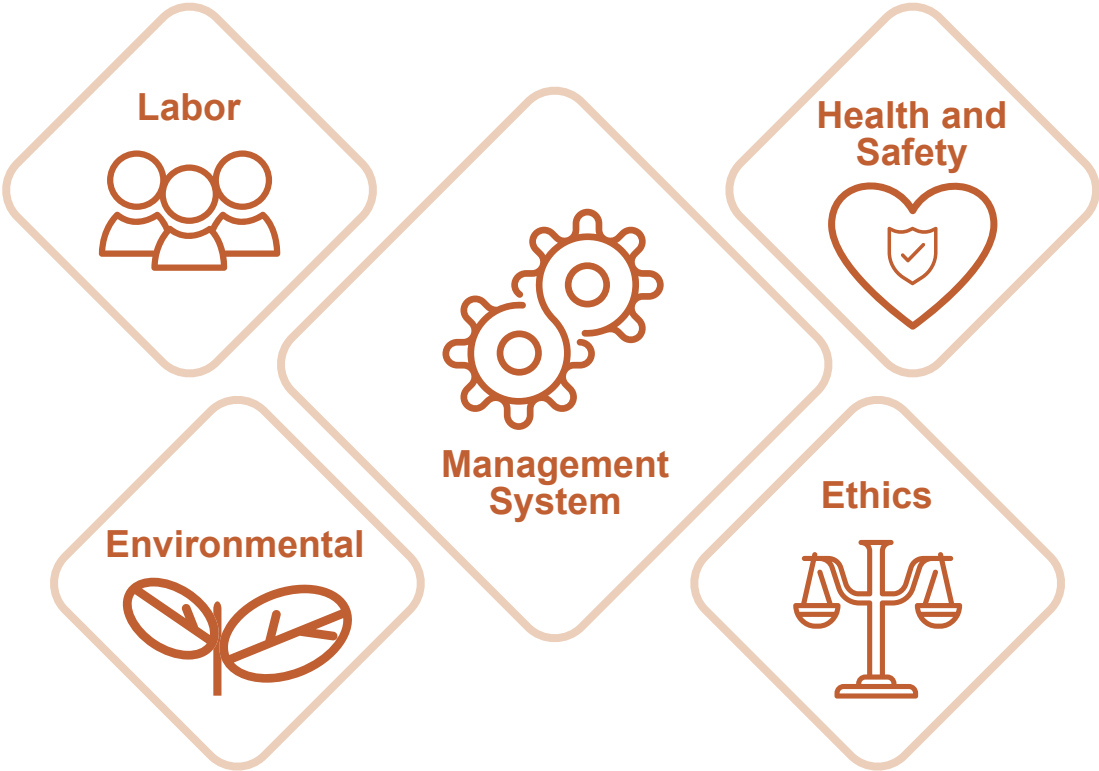 Labor
Health and
Safety
Management
System
Environmental
Ethics